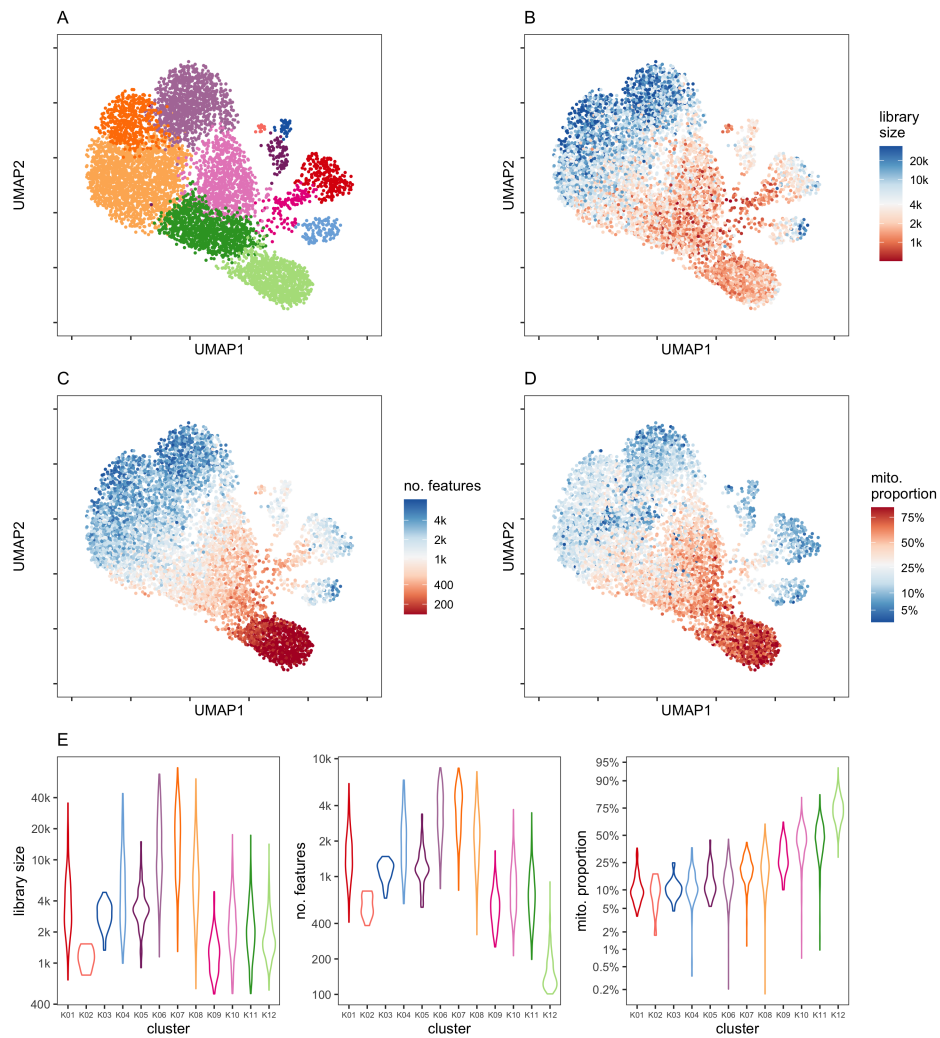 A
B
UMAP2
UMAP1
UMAP2
UMAP1
library
size
20k
10k
4k
2k
1k
C
D
UMAP2
UMAP1
no. features
4k
2k
1k
400
200
UMAP2
UMAP1
mito.
proportion
75%
50%
25%
10%
5%
E
library size
40k
20k
10k
4k
2k
1k
400
K01 K02 K03 K04 K05 K06 K07 K08 K09 K10 K11 K12
cluster
no. features
10k
4k
2k
1k
400
200
100
K01 K02 K03 K04 K05 K06 K07 K08 K09 K10 K11 K12
cluster
mito. proportion
95%
90%
75%
50%
25%
10%
5%
2%
1%
0.5%
0.2%
K01 K02 K03 K04 K05 K06 K07 K08 K09 K10 K11 K12
cluster